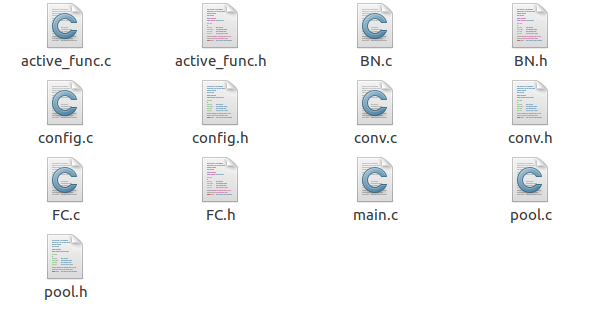 active_func.c active_func.h BN.c BN.h
config.c config.h conv.c conv.h
FC.c FC.h main.c pool.c
pool.h